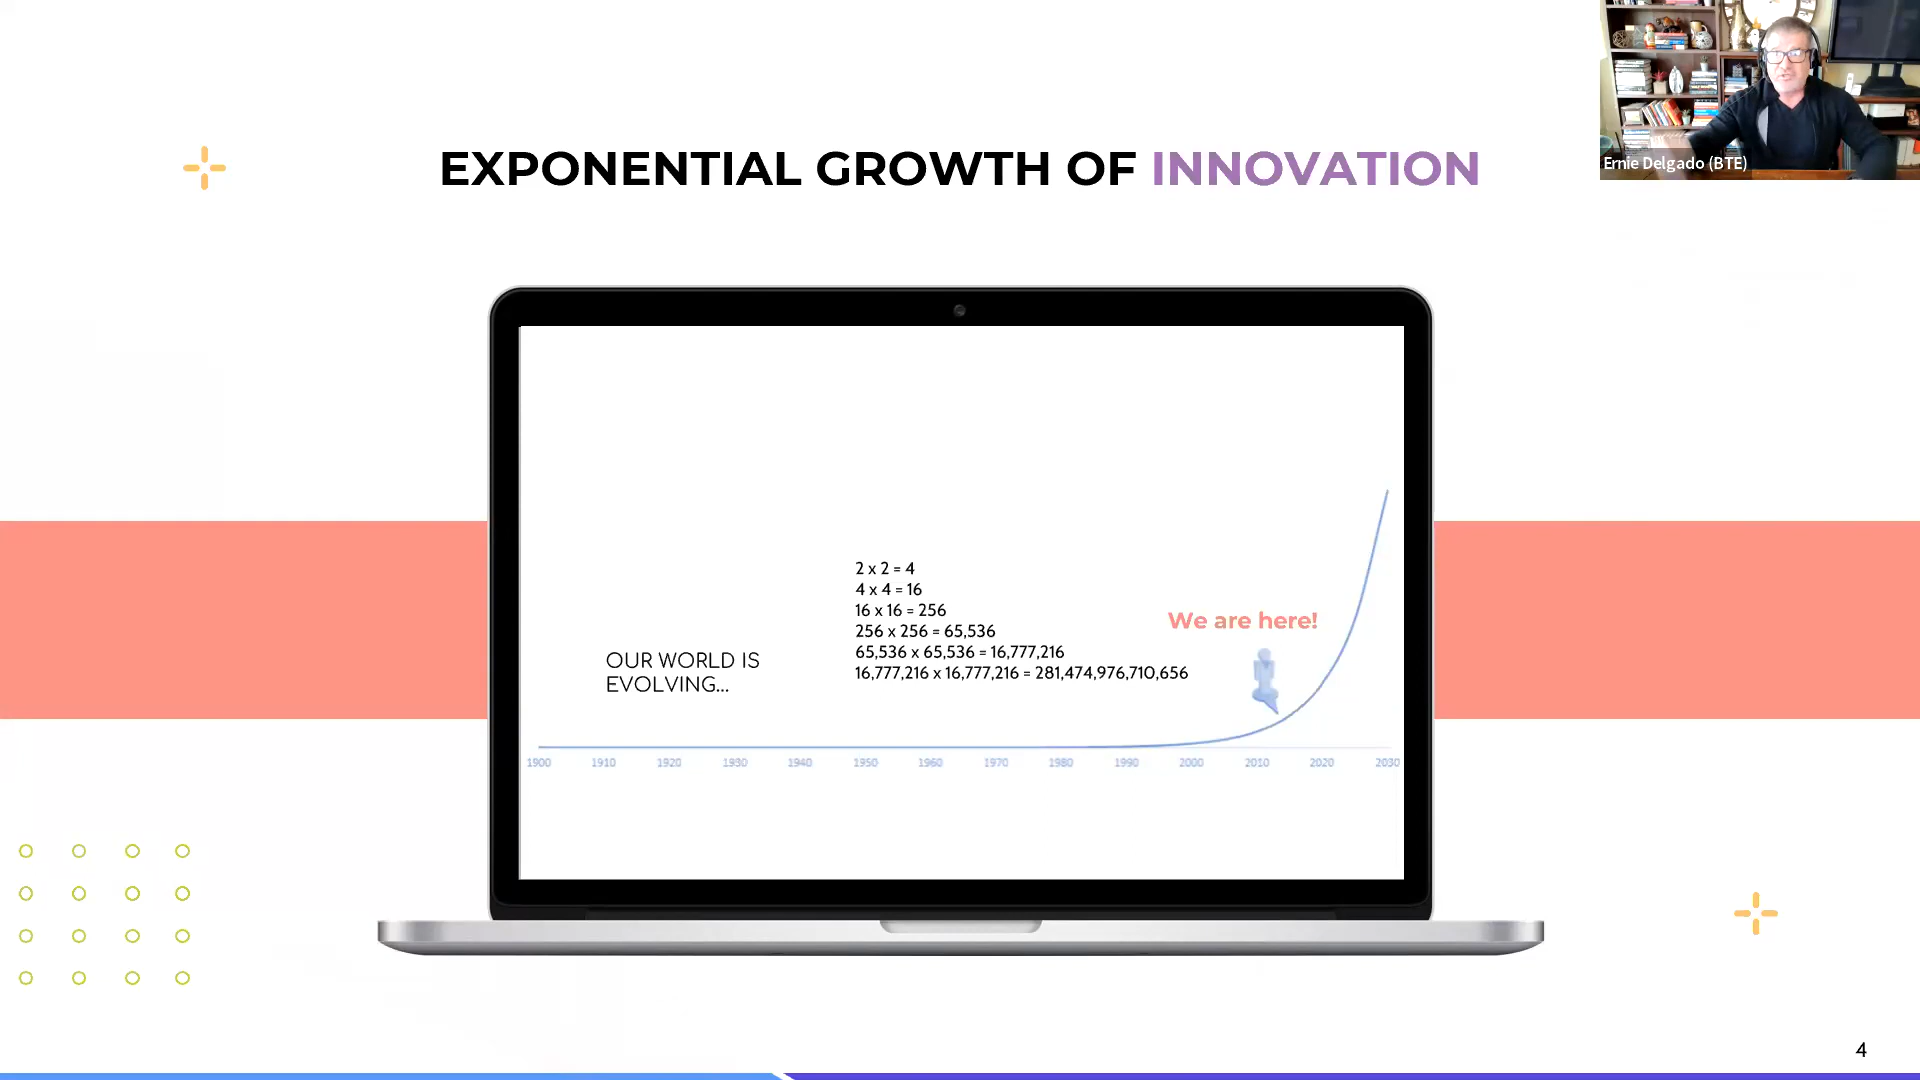 Ernie Delgado (BTE)
EXPONENTIAL GROWTH OF INNOVATION
2 x 2 = 4
4 x 4 = 16
16 x 16 = 256
256 x 256 = 65,536
65,536 x 65,536 = 16,777,216
16,777,216 x 16,777,216 = 281,474,976,710,656
We are here!
OUR WORLD IS
EVOLVING...
1900 1910 1920 1930 1940 1950 1960 1970 1980 1990 2000 2010 2020 2030
4